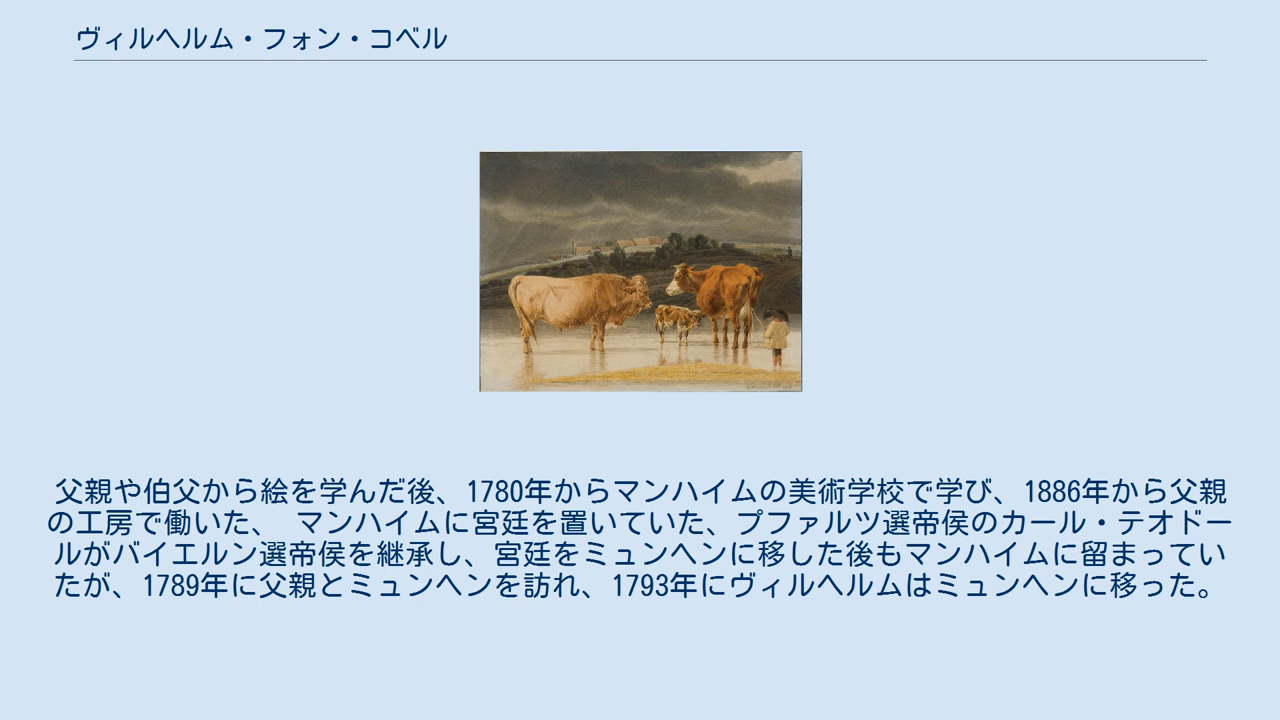 ヴィルヘルム・フォン・コベル
父親や伯父から絵を学んだ後、1780年からマンハイムの美術学校で学び、1886年から父親
の工房で働いた、 マンハイムに宮廷を置いていた、プファルツ選帝侯のカール・テオドー
ルがバイエルン選帝侯を継承し、宮廷をミュンヘンに移した後もマンハイムに留まってい
たが、1789年に父親とミュンヘンを訪れ、1793年にヴィルヘルムはミュンヘンに移った。